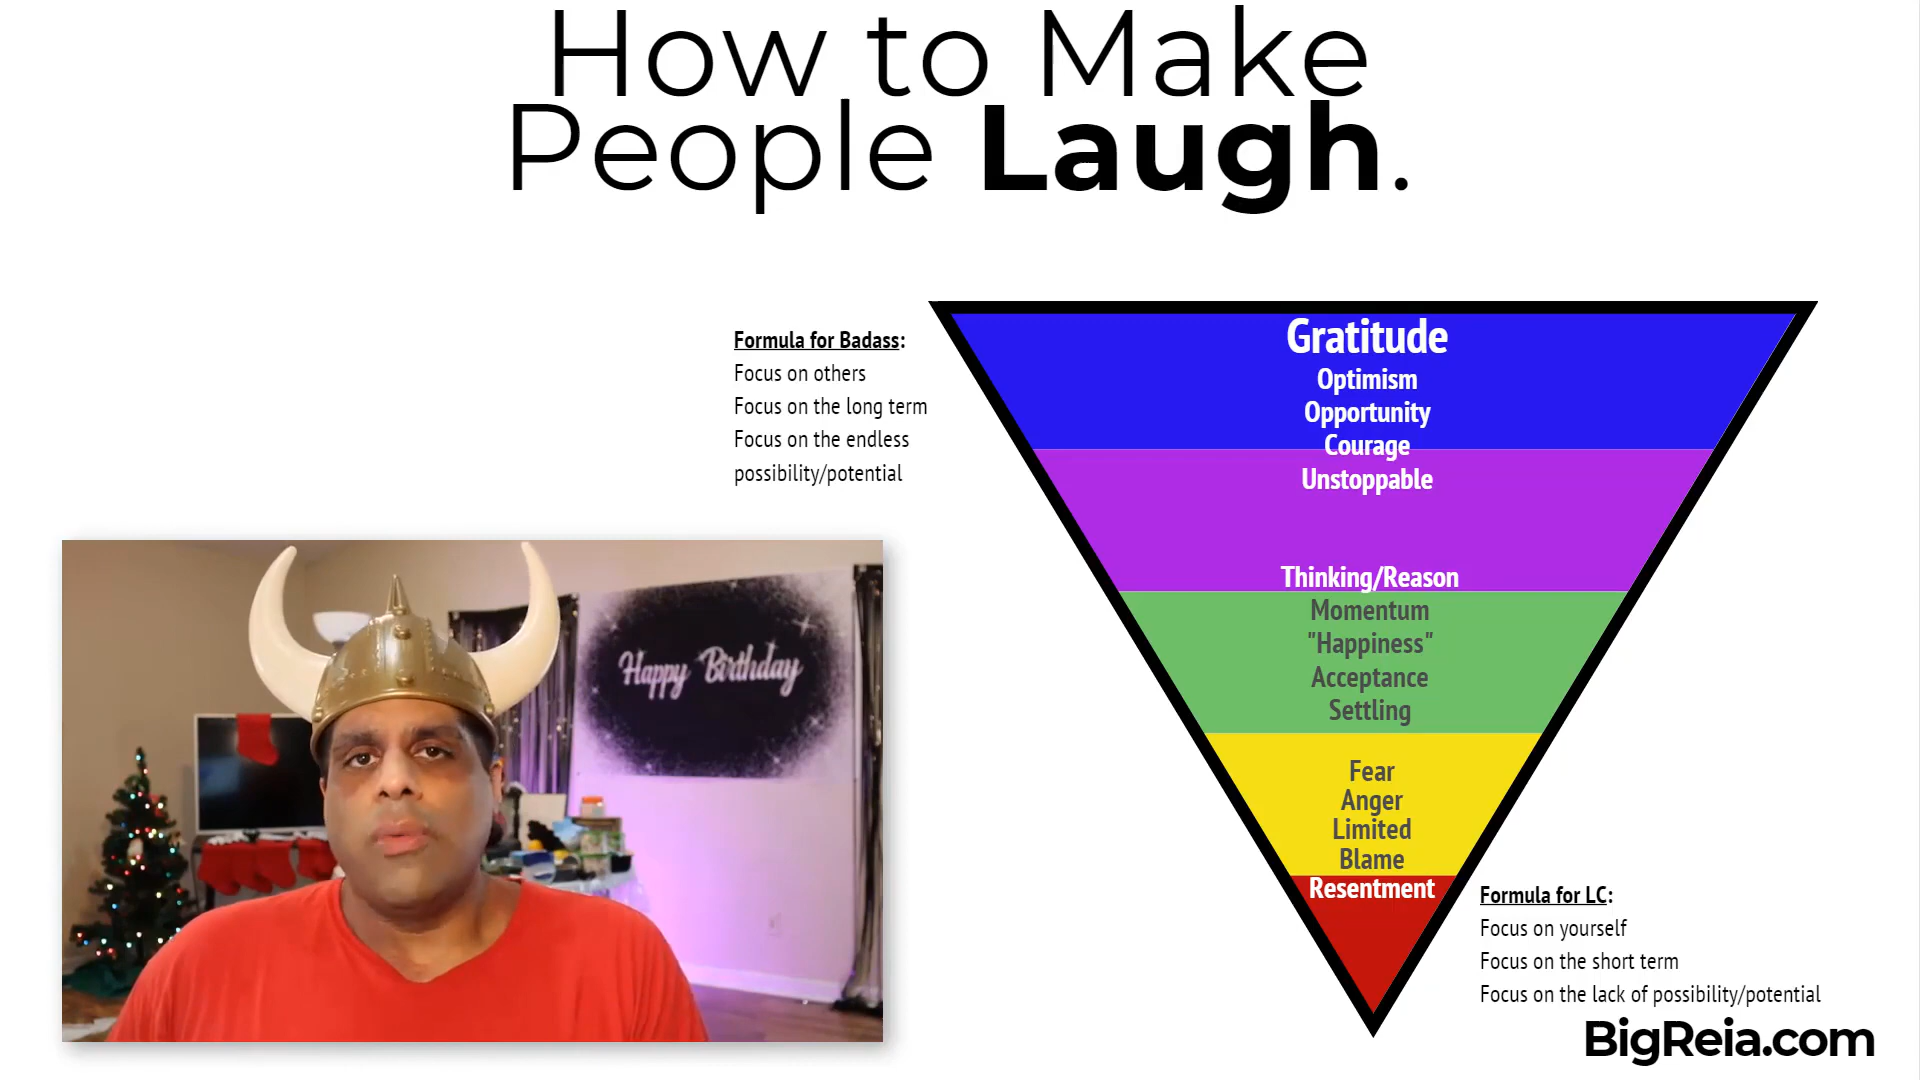 How to Make
People Laugh.
Formula for Badass:
Focus on others
Focus on the long term
Focus on the endless
possibility/potential
Gratitude
Optimism
Opportunity
Courage
Unstoppable
Thinking/Reason
Momentum
"Happiness"
Acceptance
Settling
Fear
Anger
Limited
Blame
Resentment
Happy Birthday
Formula for LC:
Focus on yourself
Focus on the short term
Focus on the lack of possibility/potential
BigReia.com